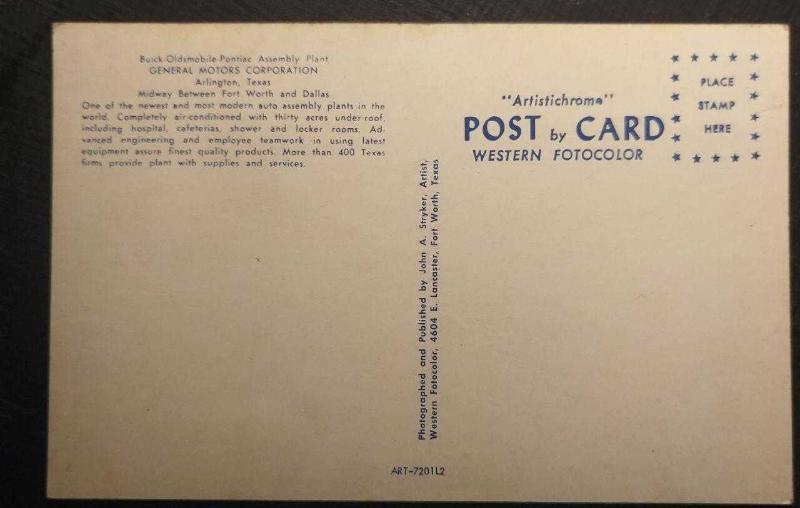 Buick-Oldsmobile-Pontiac Assembly Plant
GENERAL MOTORS CORPORATION
Arlington, Texas
Midway Between Fort Worth and Dallas
One of the newest and most modern auto assembly plants in the
world. Completely air-conditioned with thirty acres under-roof,
including hospital, cafeterias, shower and locker rooms. Ad-
vanced engineering and employee teamwork in using latest
equipment assure finest quality products. More than 400 Texas
firms provide plant with supplies and services.
Photographed and Published by John A. Stryker, Artist,
Western Fotocolor, 4604 E. Lancaster, Fort Worth, Texas
"Artistichrome"
POST by CARD
WESTERN FOTOCOLOR
PLACE
STAMP
HERE
ART-7201L2